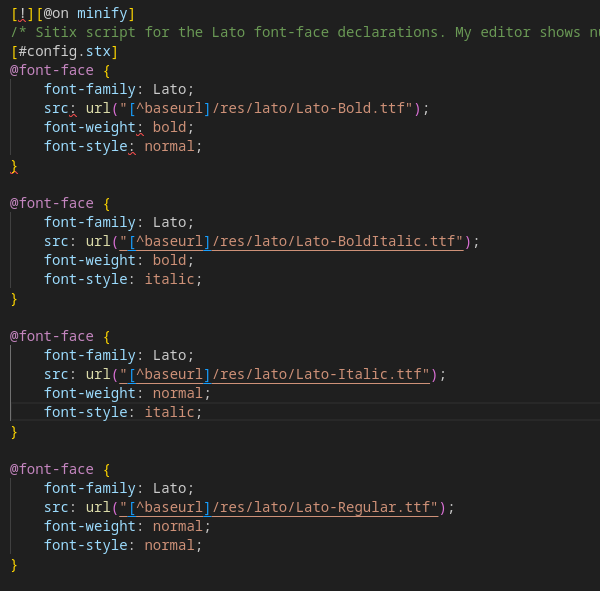 [!][@on minify]
/* Sitix script for the Lato font-face declarations. My editor shows
[#config.stx]
@font-face {
    font-family: Lato;
    src: url("[^baseurl]/res/lato/Lato-Bold.ttf");
    font-weight: bold;
    font-style: normal;
}

@font-face {
    font-family: Lato;
    src: url("[^baseurl]/res/lato/Lato-BoldItalic.ttf");
    font-weight: bold;
    font-style: italic;
}

@font-face {
    font-family: Lato;
    src: url("[^baseurl]/res/lato/Lato-Italic.ttf");
    font-weight: normal;
    font-style: italic;
}

@font-face {
    font-family: Lato;
    src: url("[^baseurl]/res/lato/Lato-Regular.ttf");
    font-weight: normal;
    font-style: normal;
}